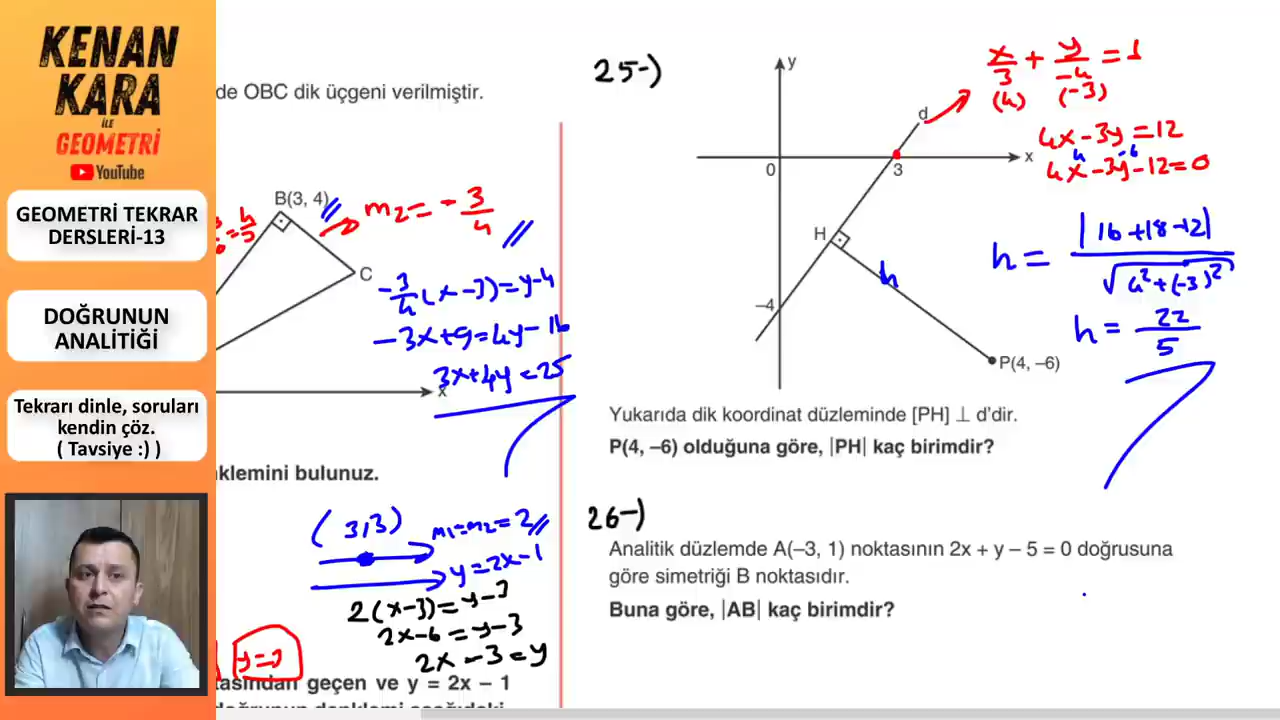 KENAN
KARA
İLE
GEOMETRİ
YouTube
GEOMETRİ TEKRAR
DERSLERİ-13
DOĞRUNUN
ANALİTİĞİ
Tekrarı dinle, soruları
kendin çöz.
( Tavsiye :) )
de OBC dik üçgeni verilmiştir.
B(3, 4)
m2 = -3/4
C
-3/4(x-3)=y-4
-3x+9=4y-16
3x+4y=25
x
klemini bulunuz.
(3,3)
m1=m2=2
y=2x-1
2(x-3)=y-3
2x-6=y-3
2x-3=y
tasından geçen ve y = 2x – 1
25-)
y
d
x
0
3
H
h
–4
P(4, –6)
x/3 + y/-4 = 1
(4) (-3)
4x-3y=12
4 -6
4x-3y-12=0
h = |16+18-12| / √(4²+(-3)²)
h = 22/5
Yukarıda dik koordinat düzleminde [PH] ⊥ d'dir.
P(4, –6) olduğuna göre, |PH| kaç birimdir?
26-)
Analitik düzlemde A(–3, 1) noktasının 2x + y – 5 = 0 doğrusuna
göre simetriği B noktasıdır.
Buna göre, |AB| kaç birimdir?